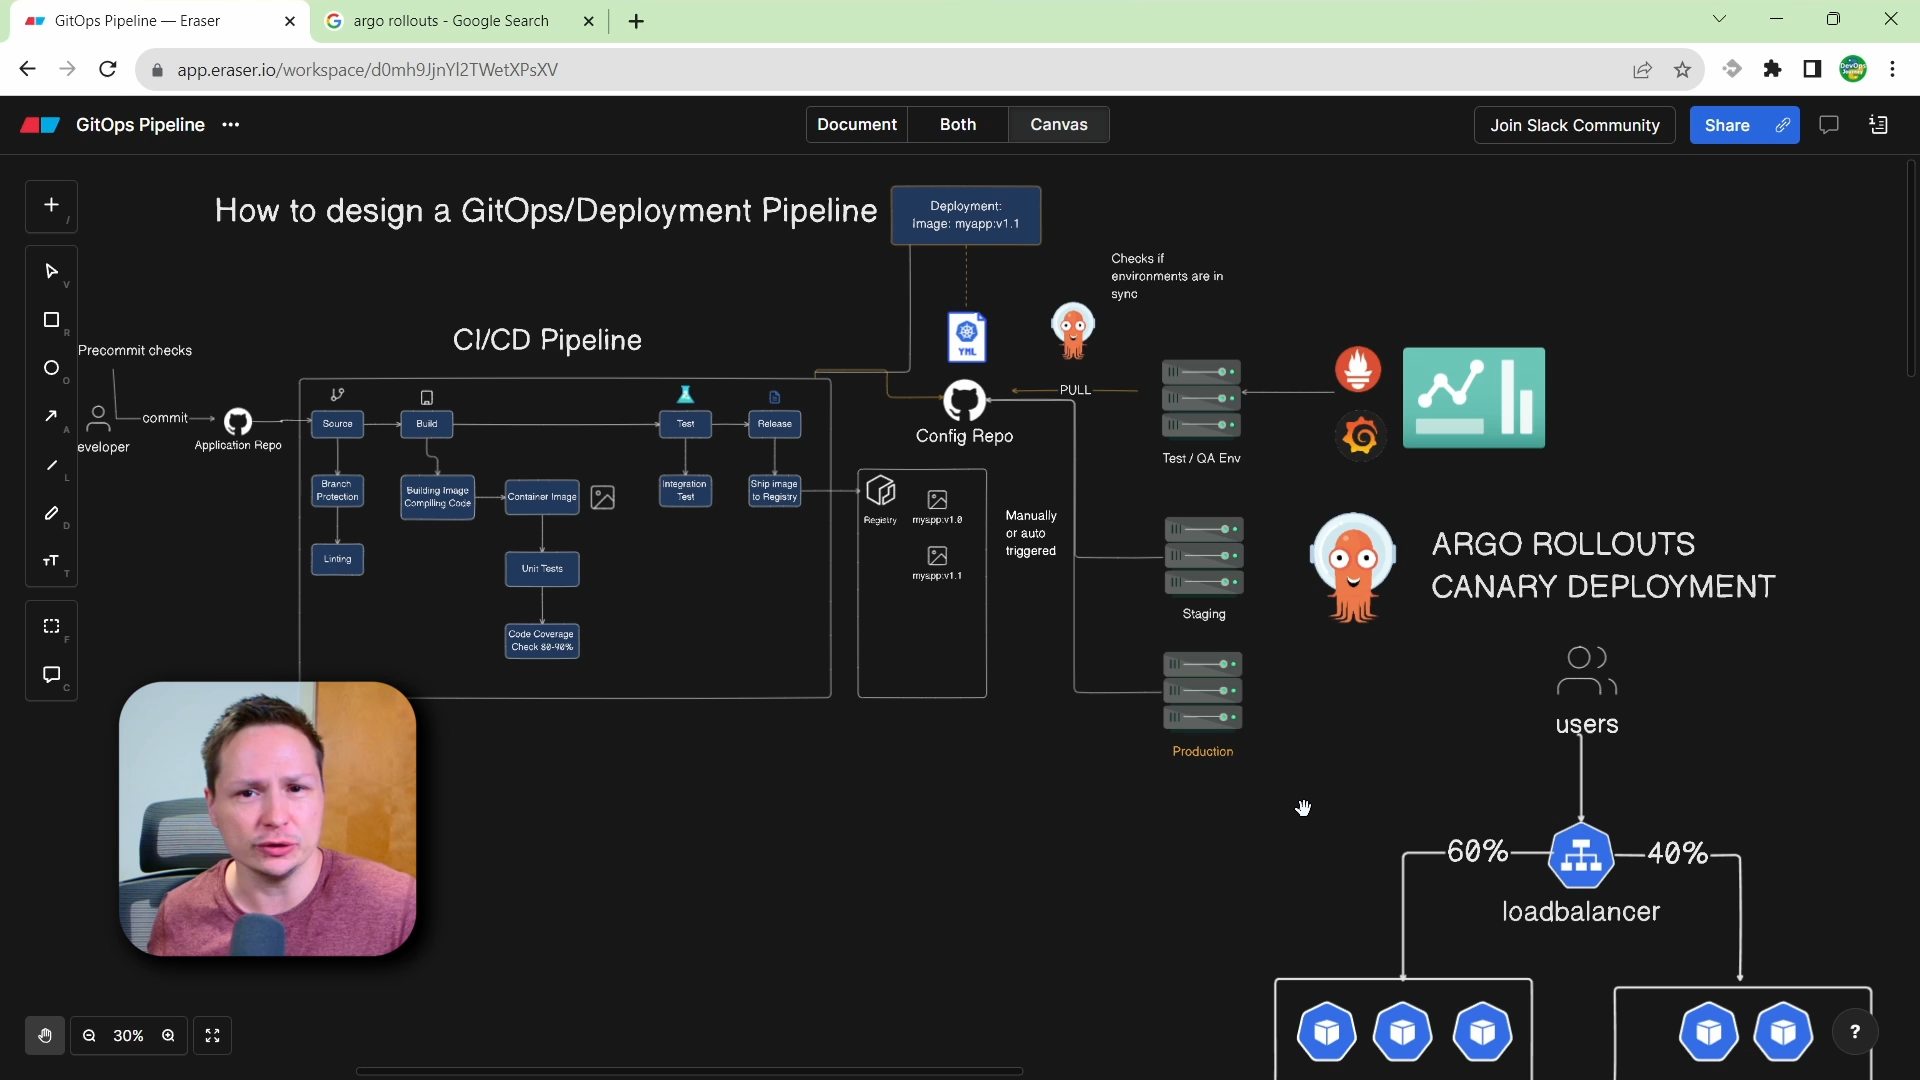 GitOps Pipeline — Eraser
argo rollouts - Google Search
app.eraser.io/workspace/d0mh9JjnYl2TWetXPsXV
GitOps Pipeline
Document
Both
Canvas
Join Slack Community
Share
How to design a GitOps/Deployment Pipeline
Deployment:
Image: myapp:v1.1
Checks if
environments are in
sync
CI/CD Pipeline
YML
Precommit checks
commit
eveloper
Application Repo
Source
Build
Test
Release
Branch
Protection
Building Image
Compiling Code
Container Image
Integration
Test
Ship image
to Registry
Linting
Unit Tests
Code Coverage
Check 80-90%
Config Repo
PULL
Registry
myapp:v1.0
myapp:v1.1
Manually
or auto
triggered
Test / QA Env
Staging
Production
ARGO ROLLOUTS
CANARY DEPLOYMENT
users
60%
40%
loadbalancer
/
V
R
O
A
L
D
T
F
C
30%
?